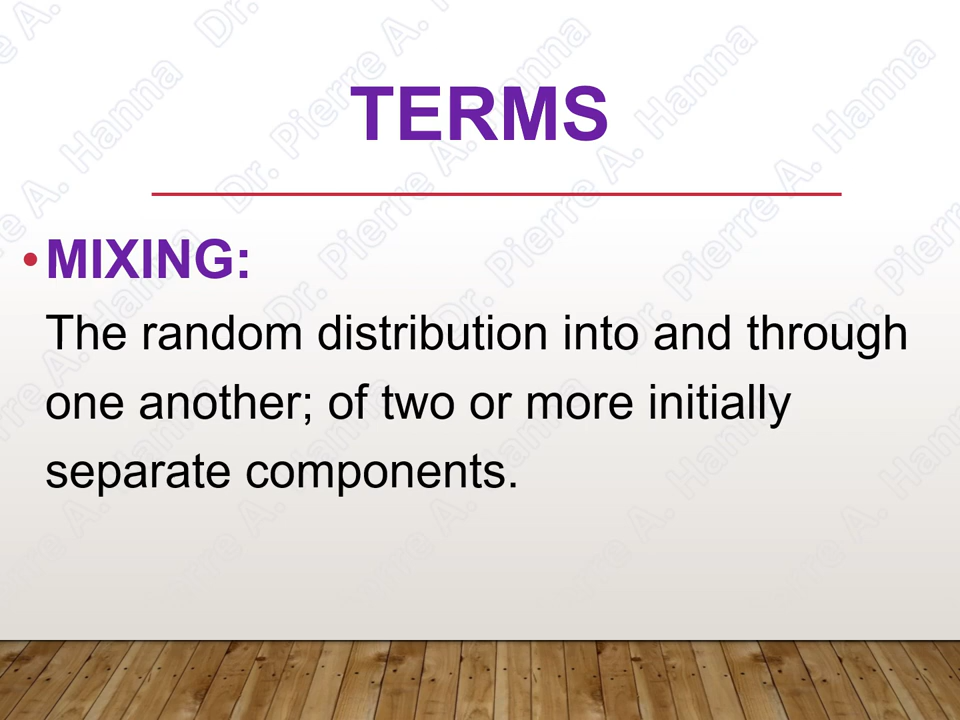 TERMS
•MIXING:
The random distribution into and through
one another; of two or more initially
separate components.
Dr. Pierre A. Hanna